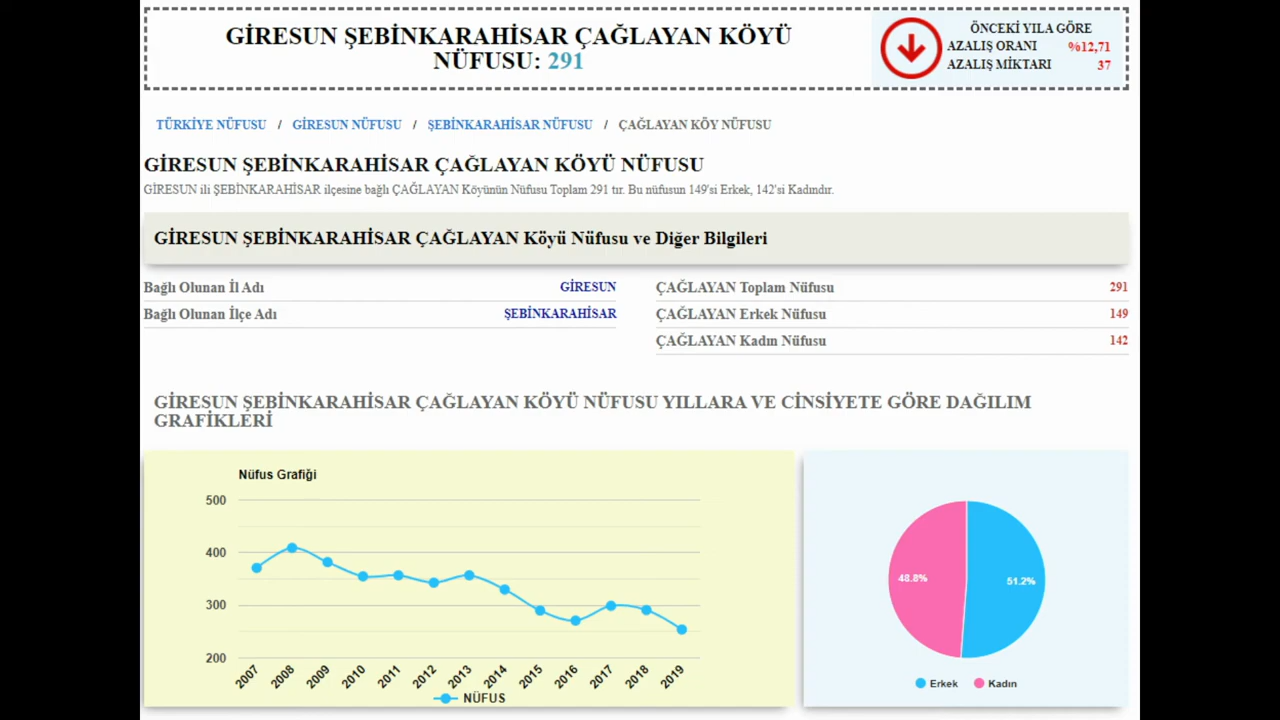 GİRESUN ŞEBİNKARAHİSAR ÇAĞLAYAN KÖYÜ
NÜFUSU: 291
ÖNCEKİ YILA GÖRE
AZALIŞ ORANI %12,71
AZALIŞ MİKTARI 37
TÜRKİYE NÜFUSU / GİRESUN NÜFUSU / ŞEBİNKARAHİSAR NÜFUSU / ÇAĞLAYAN KÖY NÜFUSU
GİRESUN ŞEBİNKARAHİSAR ÇAĞLAYAN KÖYÜ NÜFUSU
GİRESUN ili ŞEBİNKARAHİSAR ilçesine bağlı ÇAĞLAYAN Köyünün Nüfusu Toplam 291 tır. Bu nüfusun 149'si Erkek, 142'si Kadındır.
GİRESUN ŞEBİNKARAHİSAR ÇAĞLAYAN Köyü Nüfusu ve Diğer Bilgileri
Bağlı Olunan İl Adı GİRESUN
Bağlı Olunan İlçe Adı ŞEBİNKARAHİSAR
ÇAĞLAYAN Toplam Nüfusu 291
ÇAĞLAYAN Erkek Nüfusu 149
ÇAĞLAYAN Kadın Nüfusu 142
GİRESUN ŞEBİNKARAHİSAR ÇAĞLAYAN KÖYÜ NÜFUSU YILLARA VE CİNSİYETE GÖRE DAĞILIM
GRAFİKLERİ
Nüfus Grafiği
500
400
300
200
2007 2008 2009 2010 2011 2012 2013 2014 2015 2016 2017 2018 2019
NÜFUS
48.8% 51.2%
Erkek Kadın